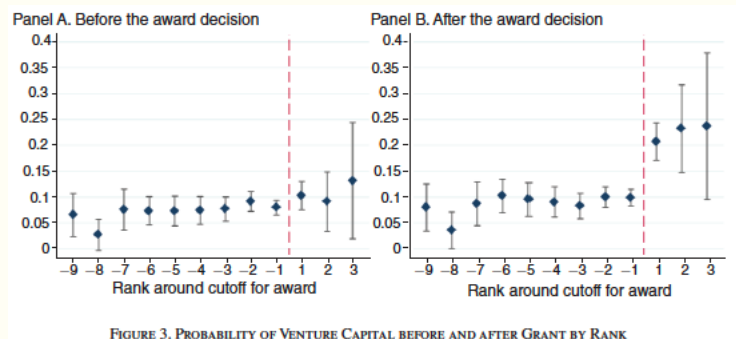 Panel A. Before the award decision
0.4
0.35
0.3
0.25
0.2
0.15
0.1
0.05
0
−9 −8 −7 −6 −5 −4 −3 −2 −1 1 2 3
Rank around cutoff for award
Panel B. After the award decision
0.4
0.35
0.3
0.25
0.2
0.15
0.1
0.05
0
−9 −8 −7 −6 −5 −4 −3 −2 −1 1 2 3
Rank around cutoff for award
FIGURE 3. PROBABILITY OF VENTURE CAPITAL BEFORE AND AFTER GRANT BY RANK